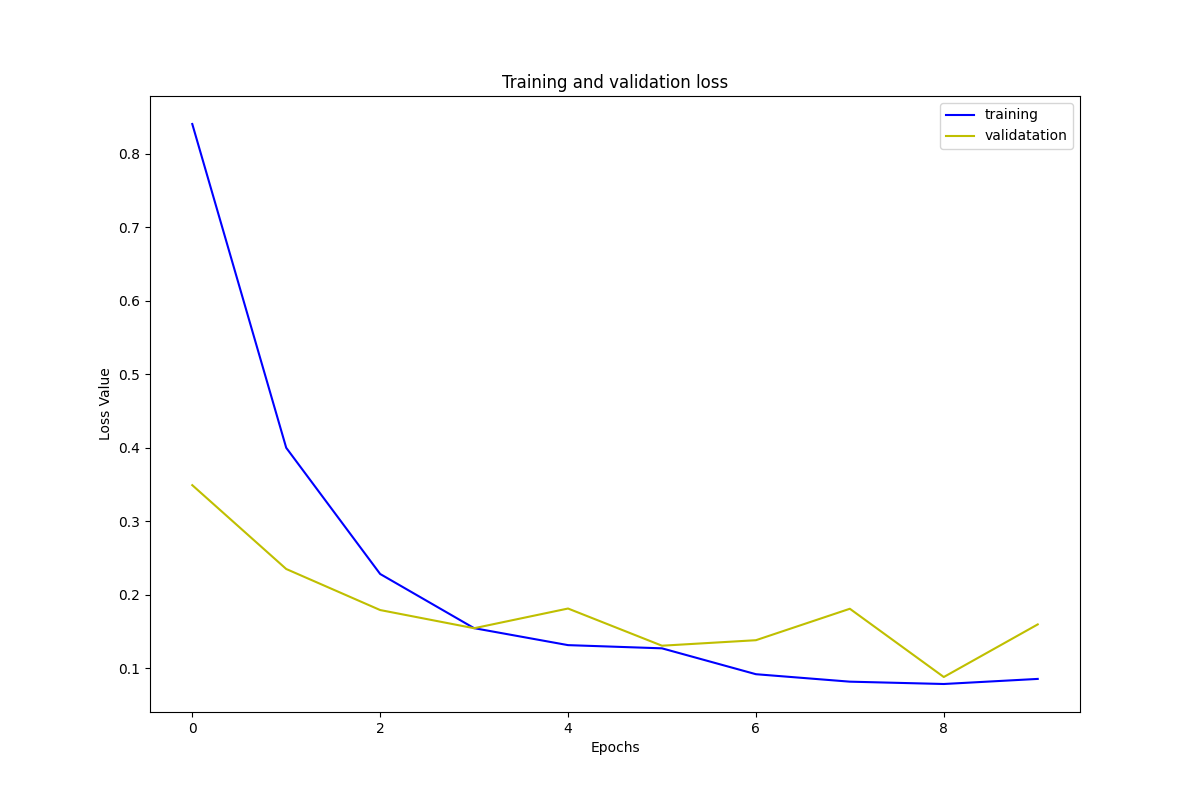 Training and validation loss
training
validatation
0.8
0.7
0.6
0.5
0.4
0.3
0.2
0.1
Loss Value
0 2 4 6 8
Epochs